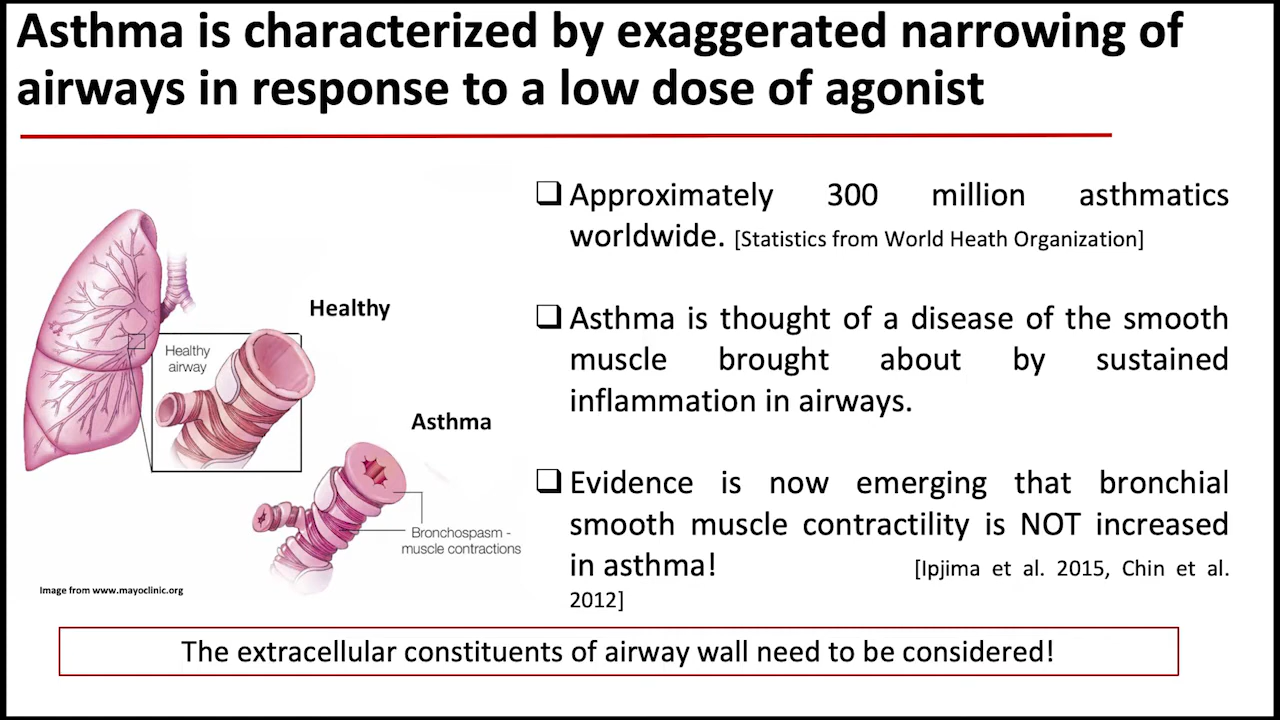 Asthma is characterized by exaggerated narrowing of
airways in response to a low dose of agonist
Healthy
Healthy
airway
Asthma
Bronchospasm -
muscle contractions
Image from www.mayoclinic.org
❑ Approximately 300 million asthmatics
worldwide. [Statistics from World Heath Organization]
❑ Asthma is thought of a disease of the smooth
muscle brought about by sustained
inflammation in airways.
❑ Evidence is now emerging that bronchial
smooth muscle contractility is NOT increased
in asthma! [Ipjima et al. 2015, Chin et al.
2012]
The extracellular constituents of airway wall need to be considered!